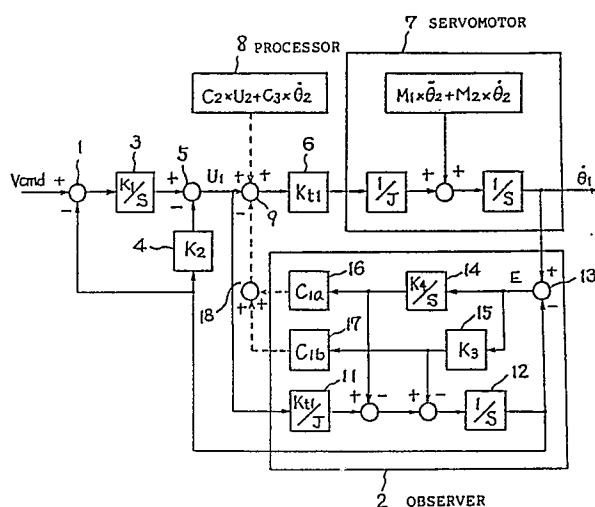 7 SERVOMOTOR
8 PROCESSOR
C2×U2+C3×θ̇2
M1×θ̈2+M2×θ̇2
1
3
5
U1
6
Vcmd
+
-
K1/S
+
-
+
+
-
9
Kt1
1/J
+
+
1/S
θ̇1
4
K2
16
14
E
+
13
-
18
+
+
C1a
K4/S
17
15
C1b
K3
11
12
Kt1/J
+
-
+
-
1/S
2 OBSERVER